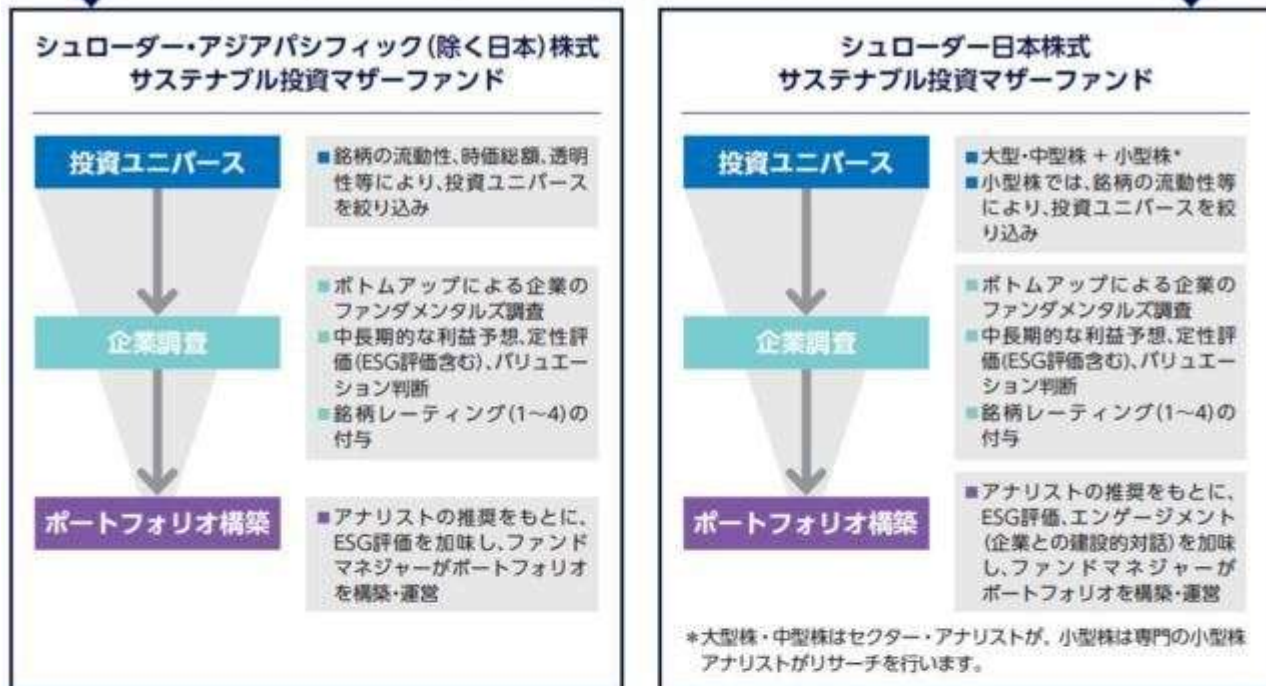 シュローダー・アジアパシフィック(除く日本)株式
サステナブル投資マザーファンド
投資ユニバース
■銘柄の流動性、時価総額、透明
性等により、投資ユニバース
を絞り込み
企業調査
■ボトムアップによる企業の
ファンダメンタルズ調査
■中長期的な利益予想、定性評
価(ESG評価含む)、バリュエー
ション判断
■銘柄レーティング(1~4)の
付与
ポートフォリオ構築
■アナリストの推奨をもとに、
ESG評価を加味し、ファンド
マネジャーがポートフォリオ
を構築・運営
シュローダー日本株式
サステナブル投資マザーファンド
投資ユニバース
■大型・中型株 + 小型株*
■小型株では、銘柄の流動性等
により、投資ユニバースを絞
り込み
企業調査
■ボトムアップによる企業の
ファンダメンタルズ調査
■中長期的な利益予想、定性評
価(ESG評価含む)、バリュエー
ション判断
■銘柄レーティング(1~4)の
付与
ポートフォリオ構築
■アナリストの推奨をもとに、
ESG評価、エンゲージメント
(企業との建設的対話)を加味
し、ファンドマネジャーが
ポートフォリオを構築・運営
*大型株・中型株はセクター・アナリストが、小型株は専門の小型株
アナリストがリサーチを行います。